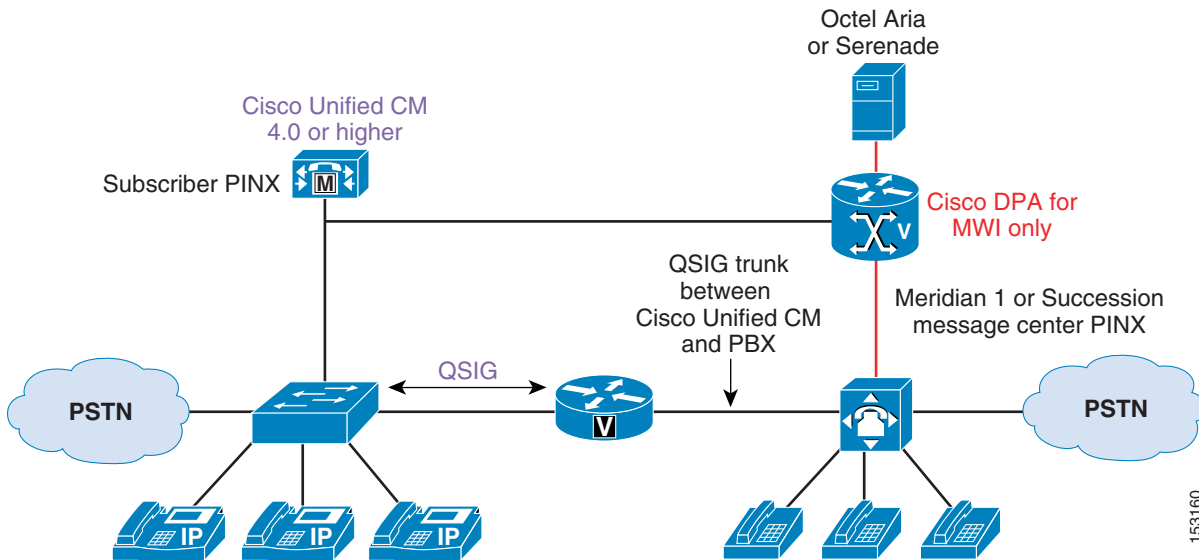 Octel Aria
or Serenade
Cisco Unified CM
4.0 or higher
Subscriber PINX
M
V
Cisco DPA for
MWI only
QSIG trunk
between
Cisco Unified CM
and PBX
Meridian 1 or Succession
message center PINX
QSIG
PSTN
V
PSTN
IP
IP
IP
153160